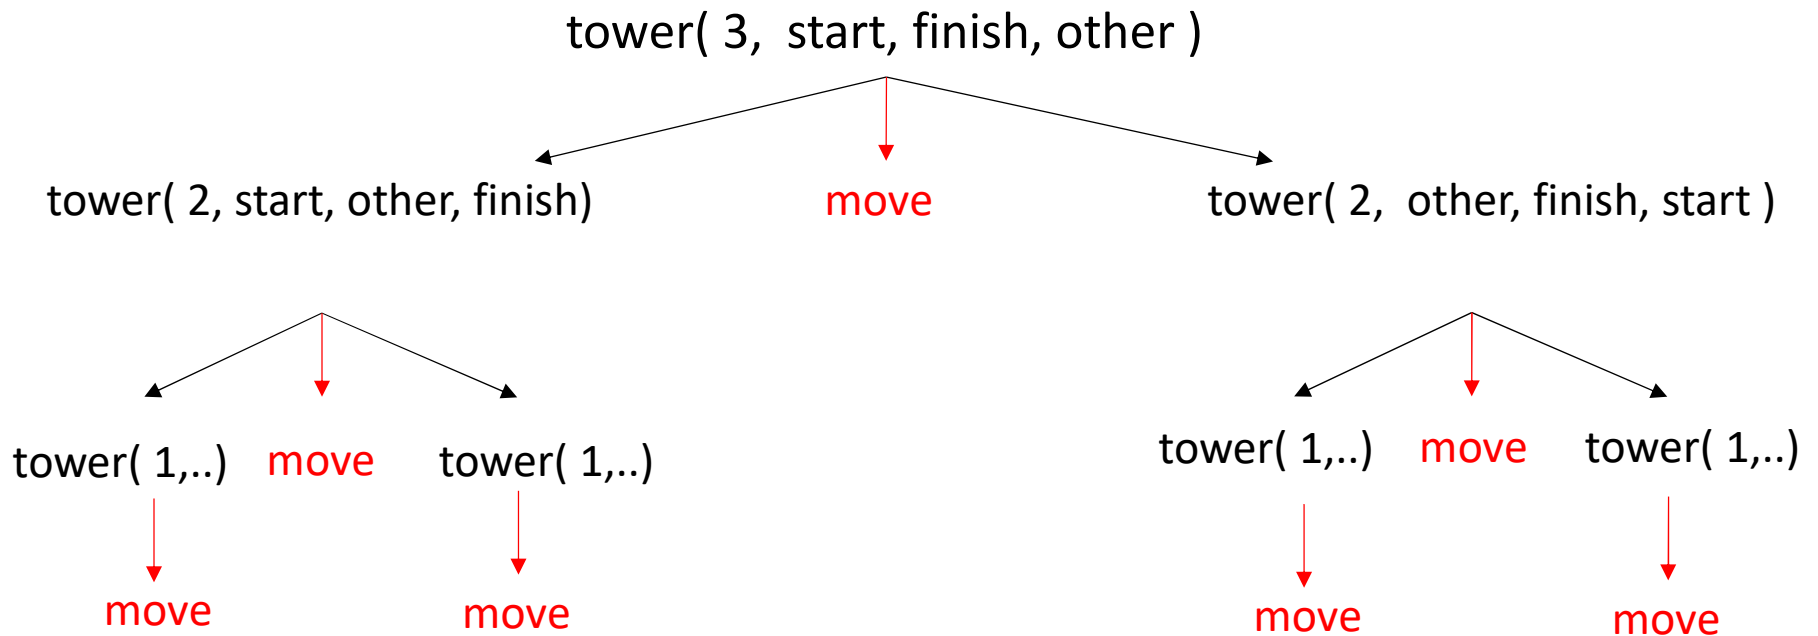 tower( 3,  start, finish, other )
tower( 2, start, other, finish)
move
tower( 2,  other, finish, start )
tower( 1,..)
move
tower( 1,..)
tower( 1,..)
move
tower( 1,..)
move
move
move
move